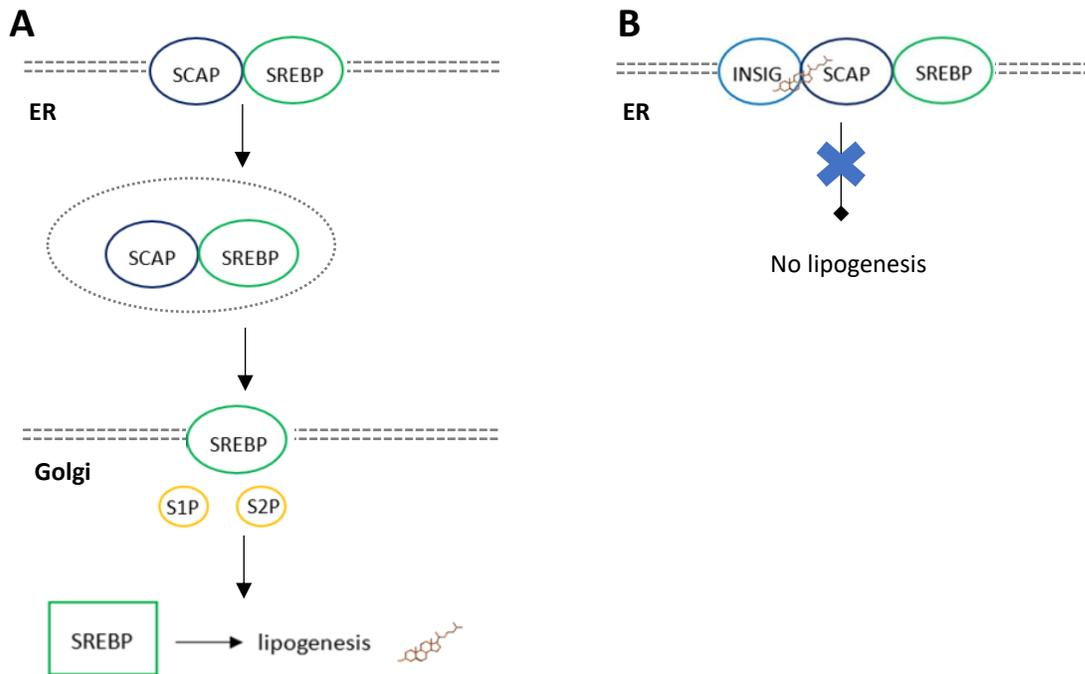 A
SCAP SREBP
ER
SCAP SREBP
SREBP
Golgi
S1P S2P
SREBP lipogenesis
B
INSIG SCAP SREBP
ER
No lipogenesis